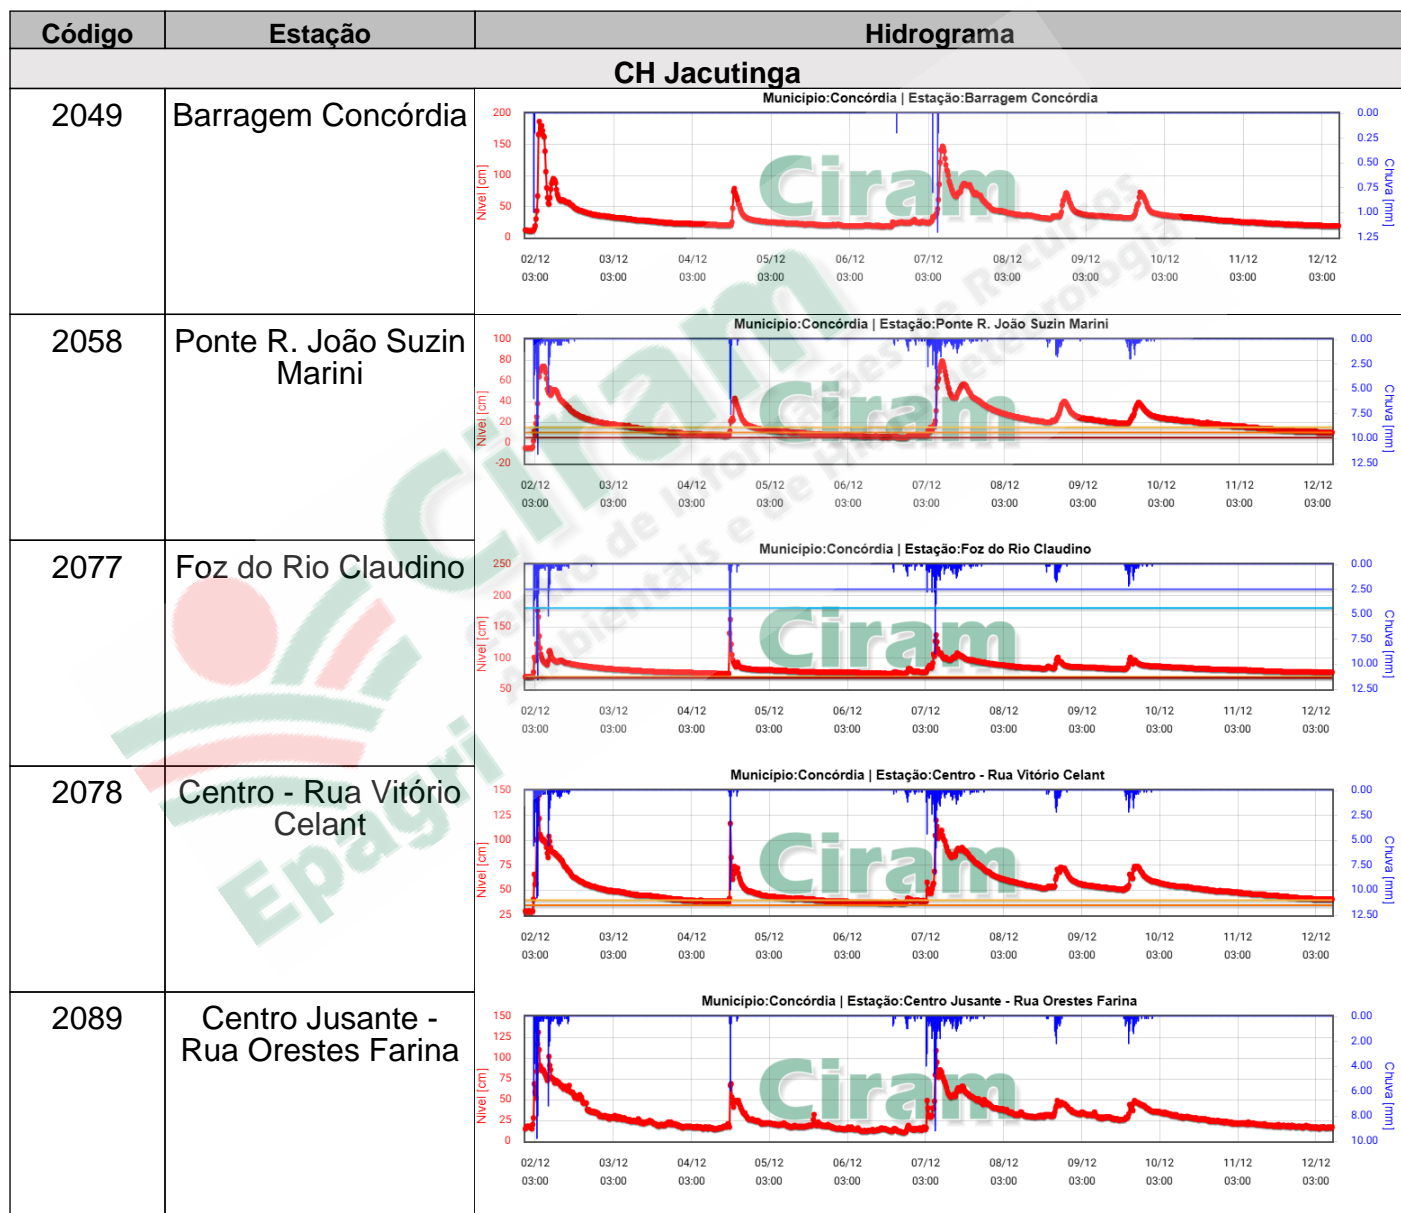 Código Estação Hidrograma
CH Jacutinga
2049 Barragem Concórdia
Município:Concórdia | Estação:Barragem Concórdia
200 150 100 50 0
Nível [cm]
0.00 0.25 0.50 0.75 1.00 1.25
Chuva [mm]
02/12 03/12 04/12 05/12 06/12 07/12 08/12 09/12 10/12 11/12 12/12
03:00 03:00 03:00 03:00 03:00 03:00 03:00 03:00 03:00 03:00 03:00
2058 Ponte R. João Suzin
Marini
Município:Concórdia | Estação:Ponte R. João Suzin Marini
100 80 60 40 20 0 -20
Nível [cm]
0.00 2.50 5.00 7.50 10.00 12.50
Chuva [mm]
02/12 03/12 04/12 05/12 06/12 07/12 08/12 09/12 10/12 11/12 12/12
03:00 03:00 03:00 03:00 03:00 03:00 03:00 03:00 03:00 03:00 03:00
2077 Foz do Rio Claudino
Município:Concórdia | Estação:Foz do Rio Claudino
250 200 150 100 50
Nível [cm]
0.00 2.50 5.00 7.50 10.00 12.50
Chuva [mm]
02/12 03/12 04/12 05/12 06/12 07/12 08/12 09/12 10/12 11/12 12/12
03:00 03:00 03:00 03:00 03:00 03:00 03:00 03:00 03:00 03:00 03:00
2078 Centro - Rua Vitório
Celant
Município:Concórdia | Estação:Centro - Rua Vitório Celant
150 125 100 75 50 25
Nível [cm]
0.00 2.50 5.00 7.50 10.00 12.50
Chuva [mm]
02/12 03/12 04/12 05/12 06/12 07/12 08/12 09/12 10/12 11/12 12/12
03:00 03:00 03:00 03:00 03:00 03:00 03:00 03:00 03:00 03:00 03:00
2089 Centro Jusante -
Rua Orestes Farina
Município:Concórdia | Estação:Centro Jusante - Rua Orestes Farina
150 125 100 75 50 25 0
Nível [cm]
0.00 2.00 4.00 6.00 8.00 10.00
Chuva [mm]
02/12 03/12 04/12 05/12 06/12 07/12 08/12 09/12 10/12 11/12 12/12
03:00 03:00 03:00 03:00 03:00 03:00 03:00 03:00 03:00 03:00 03:00
Ciram
Ciram
Ciram
Ciram
Ciram
Epagri
Ciram
Centro de Informações de Recursos
Ambientais e de Hidrometeorologia